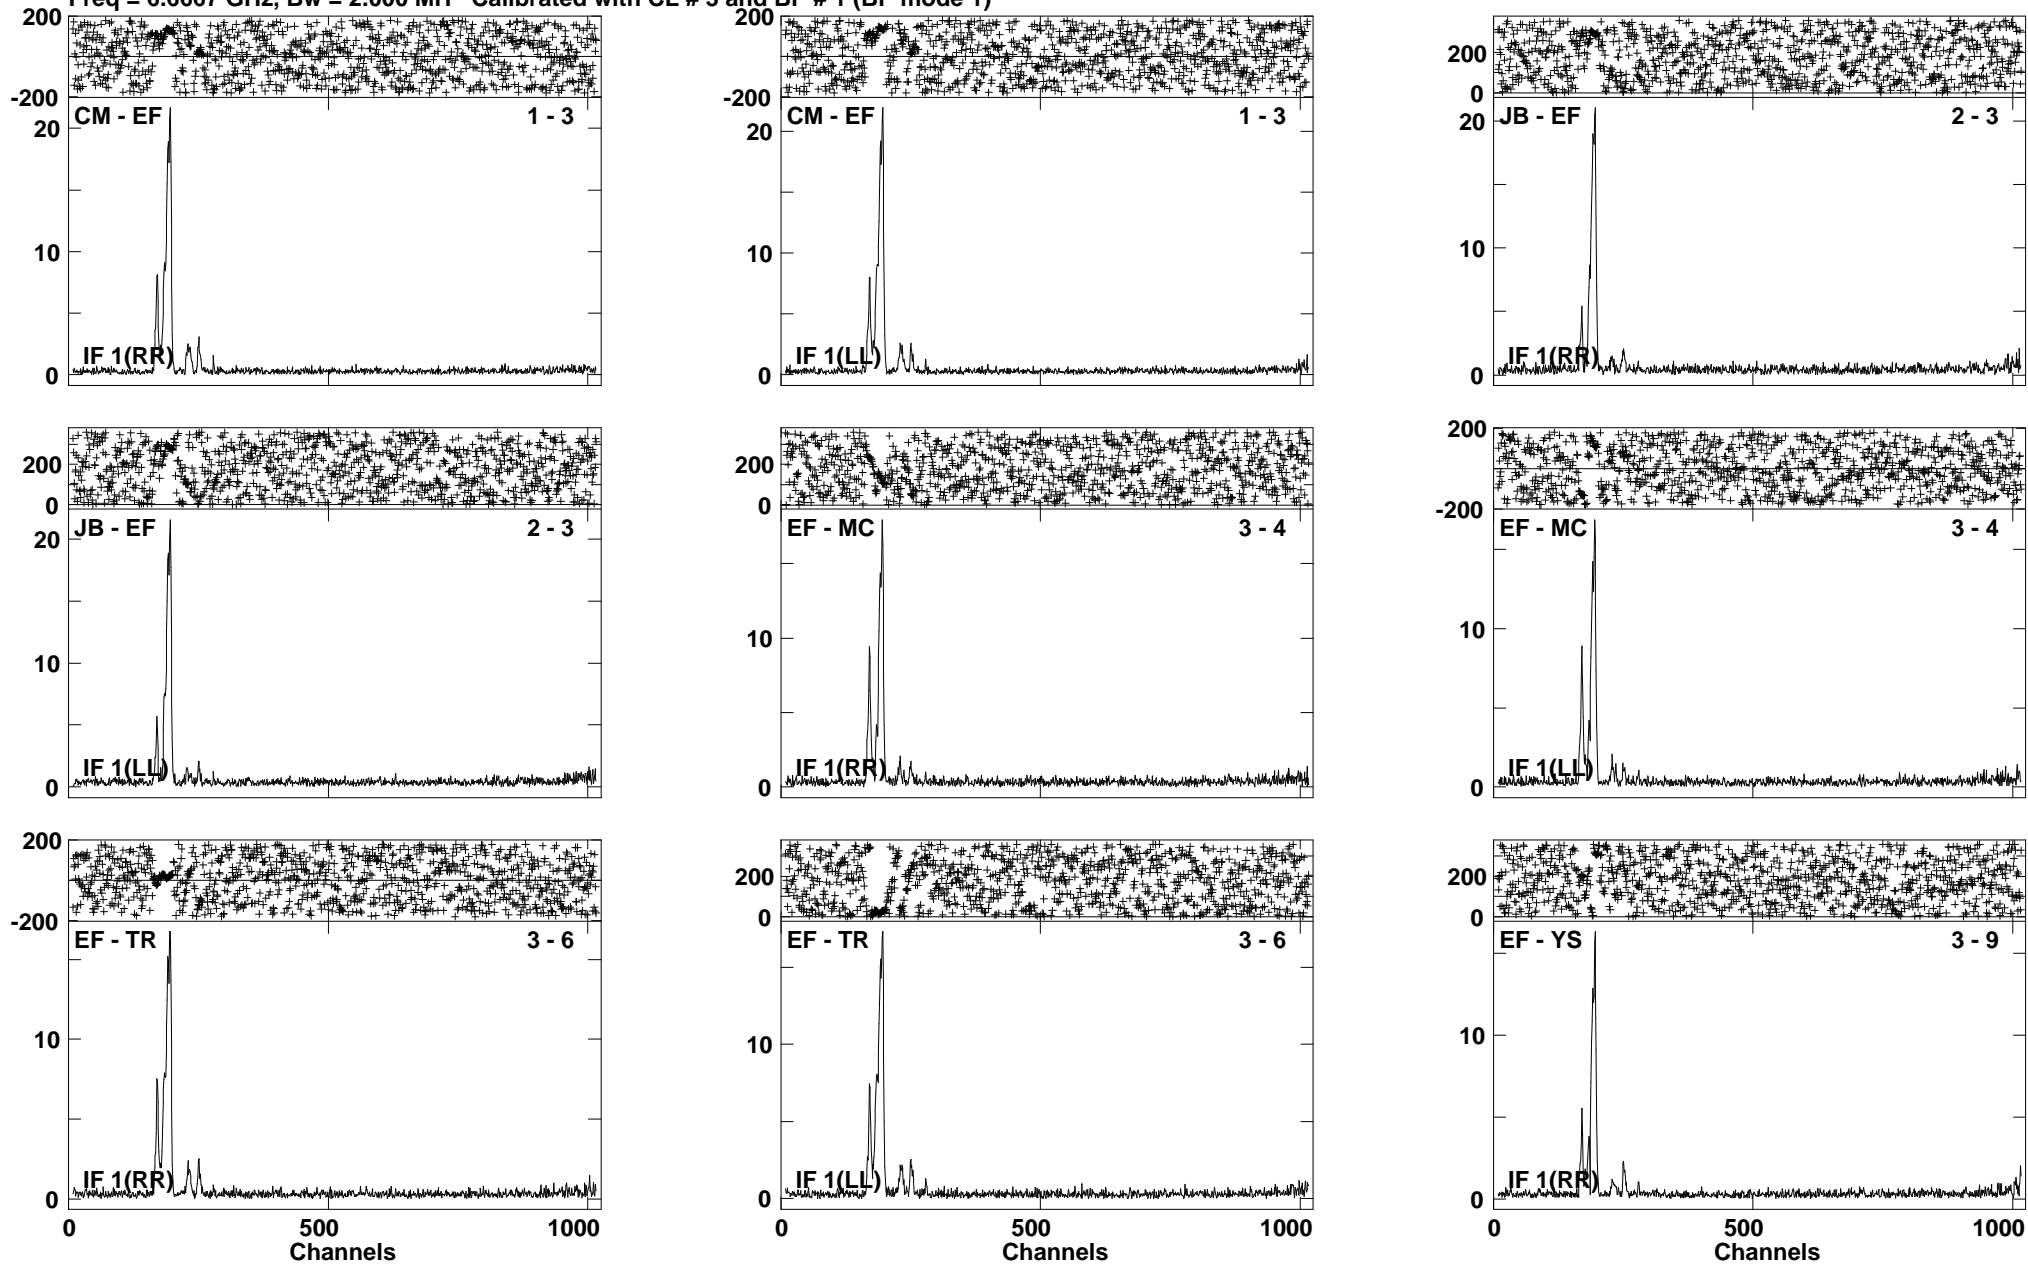 Freq = 6.6667 GHz, Bw = 2.000 MH Calibrated with CL # 3 and BP # 1 (BP mode 1)
200
-200
CM - EF
1 - 3
20
10
0
IF 1(RR)
200
-200
CM - EF
1 - 3
20
10
0
IF 1(LL)
200
0
JB - EF
2 - 3
20
10
0
IF 1(RR)
200
0
JB - EF
2 - 3
20
10
0
IF 1(LL)
200
0
EF - MC
3 - 4
10
0
IF 1(RR)
200
-200
EF - MC
3 - 4
10
0
IF 1(LL)
200
-200
EF - TR
3 - 6
10
0
IF 1(RR)
0 500 1000
Channels
200
0
EF - TR
3 - 6
10
0
IF 1(LL)
0 500 1000
Channels
200
0
EF - YS
3 - 9
10
0
IF 1(RR)
0 500 1000
Channels